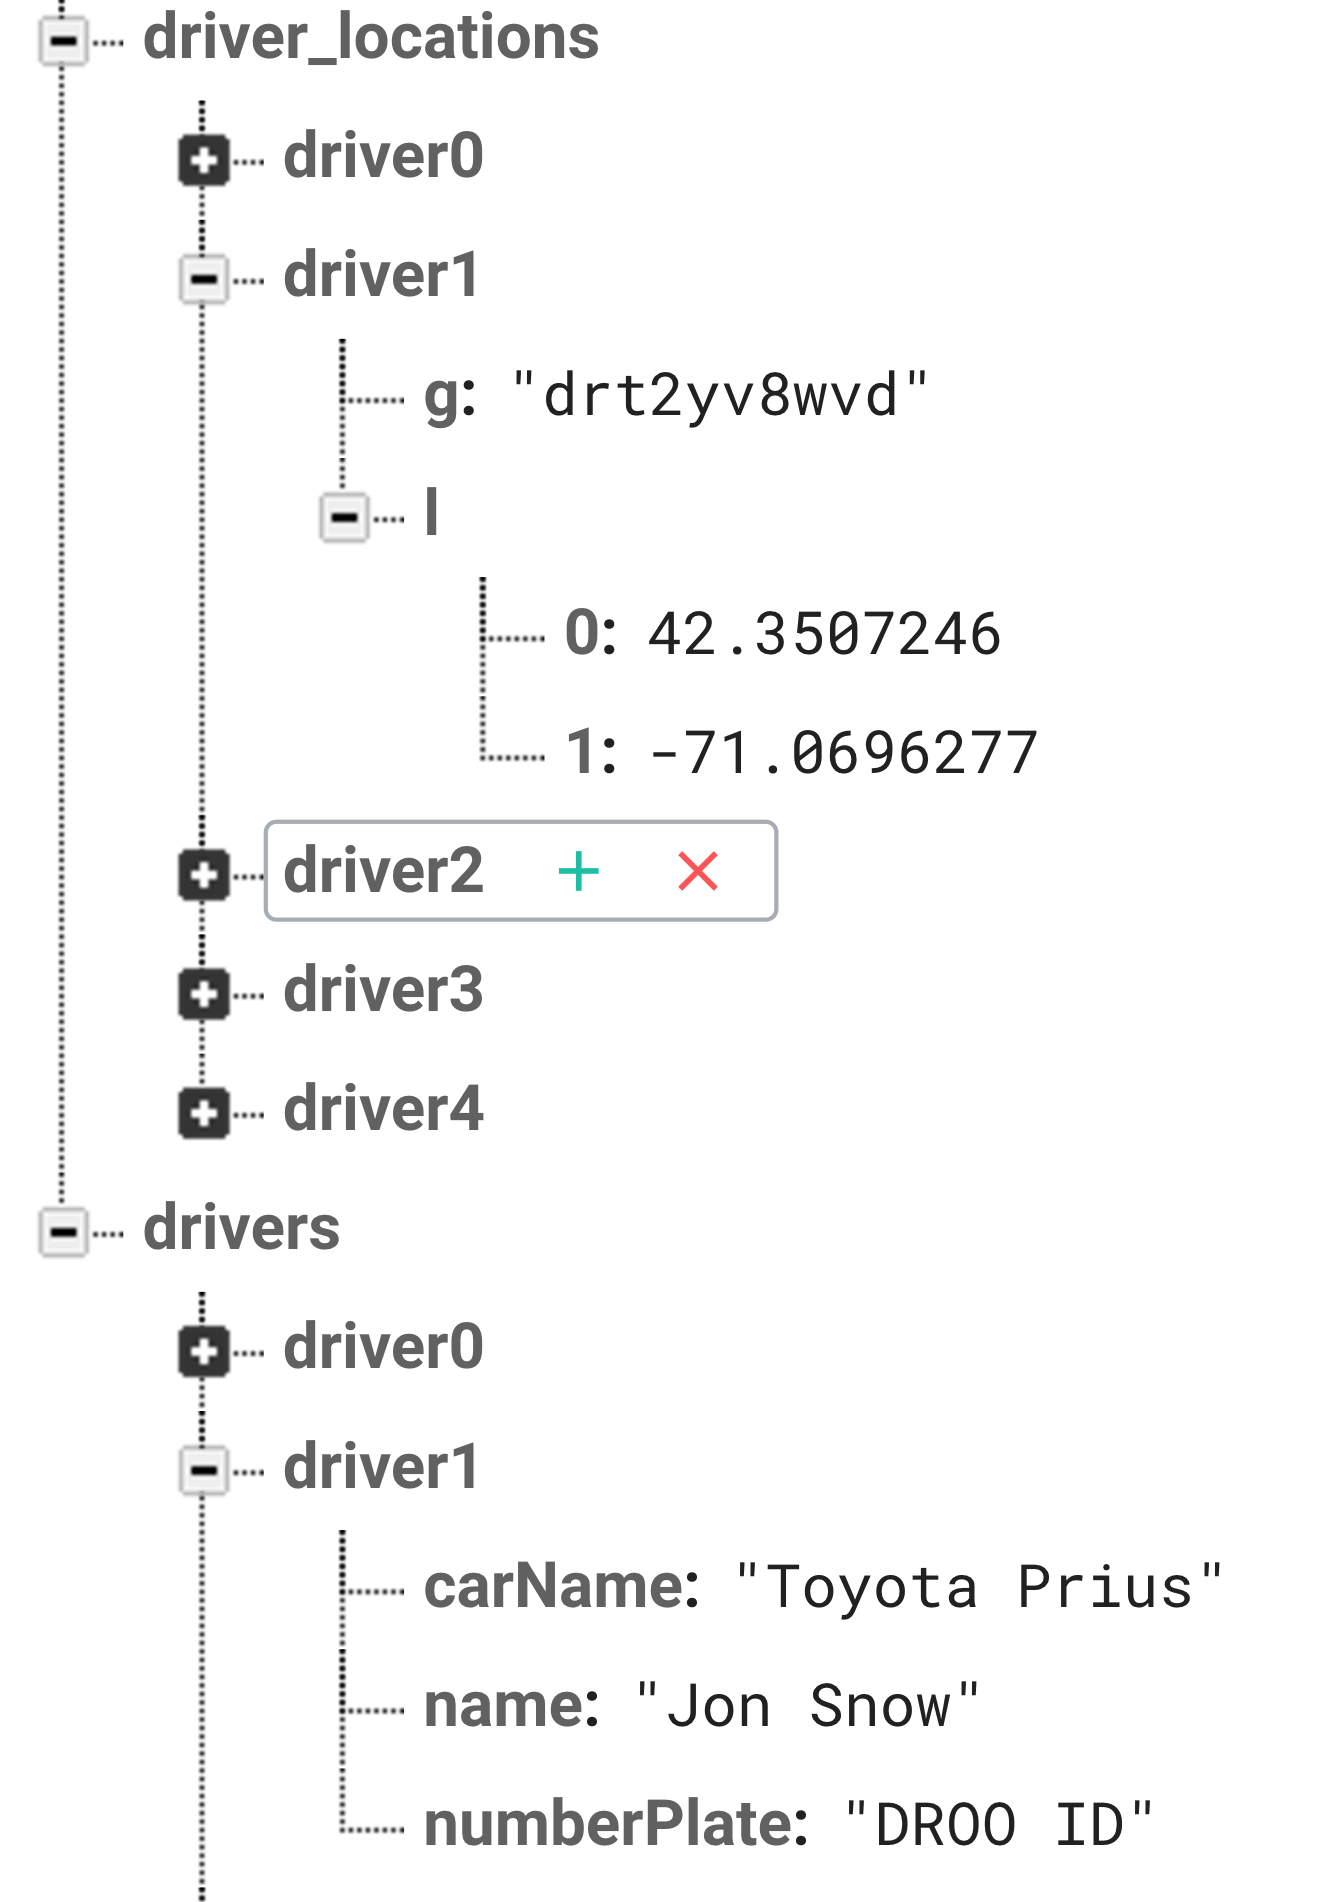 driver_locations
driver0
driver1
g: "drt2yv8wvd"
l
0: 42.3507246
1: -71.0696277
driver2
driver3
driver4
drivers
driver0
driver1
carName: "Toyota Prius"
name: "Jon Snow"
numberPlate: "DROO ID"